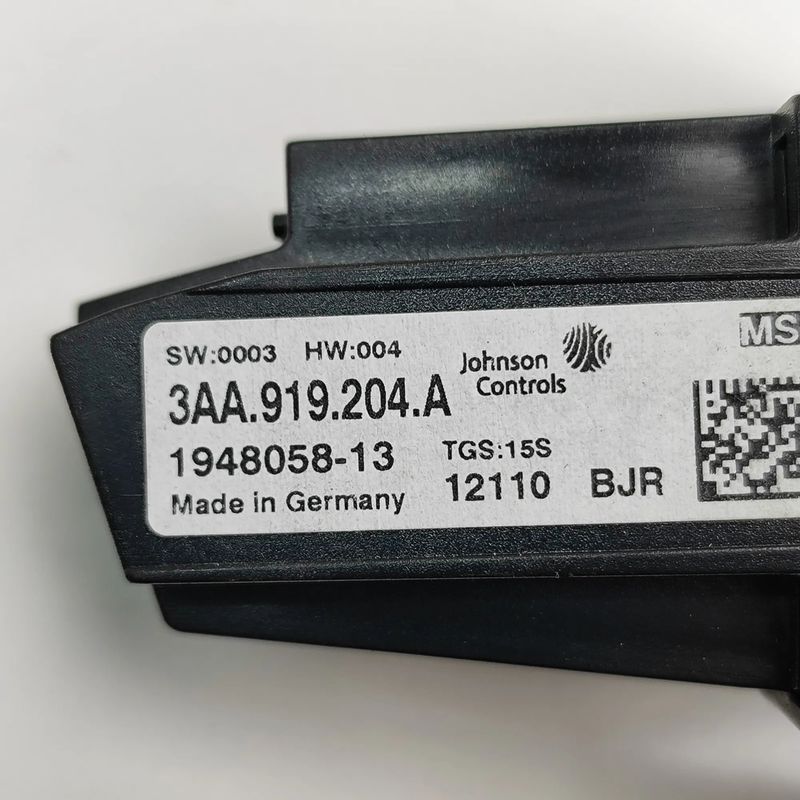 SW:0003 HW:004
3AA.919.204.A
Johnson
Controls
MS
1948058-13 TGS:15S
Made in Germany 12110 BJR